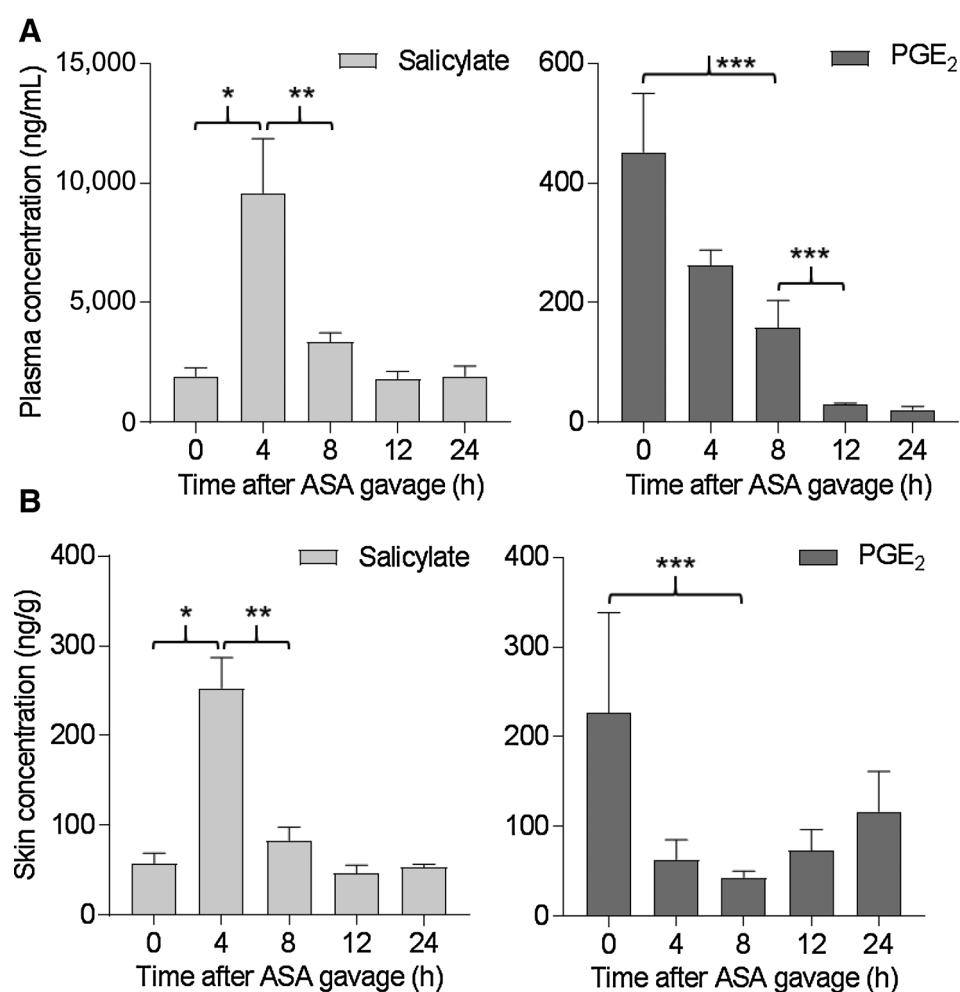 A
Salicylate
PGE2
Plasma concentration (ng/mL)
15,000
10,000
5,000
0
* **
0 4 8 12 24
Time after ASA gavage (h)
600
400
200
0
***
***
0 4 8 12 24
Time after ASA gavage (h)
B
Salicylate
PGE2
Skin concentration (ng/g)
400
300
200
100
0
* **
0 4 8 12 24
Time after ASA gavage (h)
400
300
200
100
0
***
0 4 8 12 24
Time after ASA gavage (h)